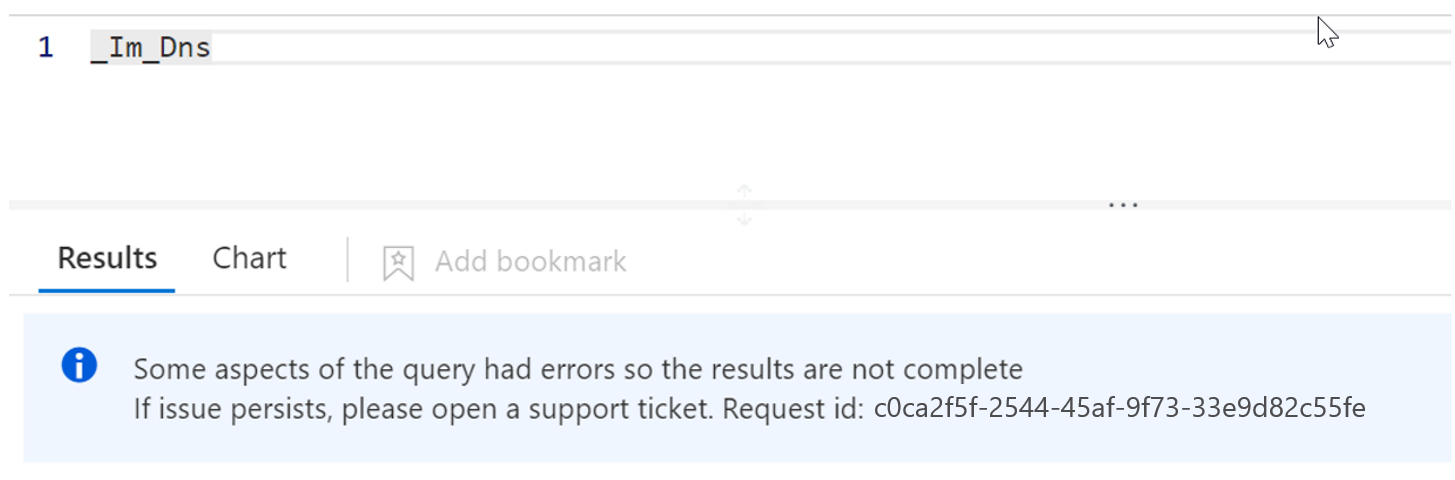 1 _Im_Dns
...
Results Chart Add bookmark
Some aspects of the query had errors so the results are not complete
If issue persists, please open a support ticket. Request id: c0ca2f5f-2544-45af-9f73-33e9d82c55fe